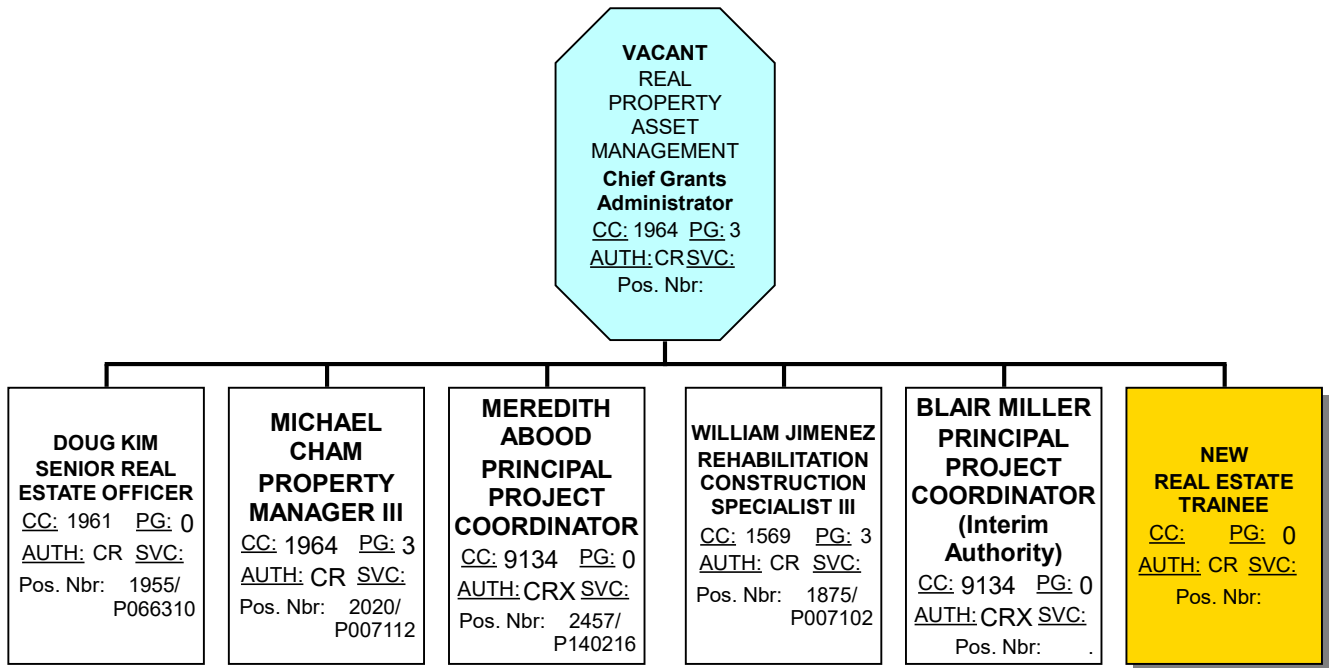 VACANT
REAL
PROPERTY
ASSET
MANAGEMENT
Chief Grants
Administrator
CC: 1964 PG: 3
AUTH: CR SVC:
Pos. Nbr:
DOUG KIM
SENIOR REAL
ESTATE OFFICER
CC: 1961 PG: 0
AUTH: CR SVC:
Pos. Nbr: 1955/
P066310
MICHAEL
CHAM
PROPERTY
MANAGER III
CC: 1964 PG: 3
AUTH: CR SVC:
Pos. Nbr: 2020/
P007112
MEREDITH
ABOOD
PRINCIPAL
PROJECT
COORDINATOR
CC: 9134 PG: 0
AUTH: CRX SVC:
Pos. Nbr: 2457/
P140216
WILLIAM JIMENEZ
REHABILITATION
CONSTRUCTION
SPECIALIST III
CC: 1569 PG: 3
AUTH: CR SVC:
Pos. Nbr: 1875/
P007102
BLAIR MILLER
PRINCIPAL
PROJECT
COORDINATOR
(Interim
Authority)
CC: 9134 PG: 0
AUTH: CRX SVC:
Pos. Nbr: .
NEW
REAL ESTATE
TRAINEE
CC: PG: 0
AUTH: CR SVC:
Pos. Nbr: